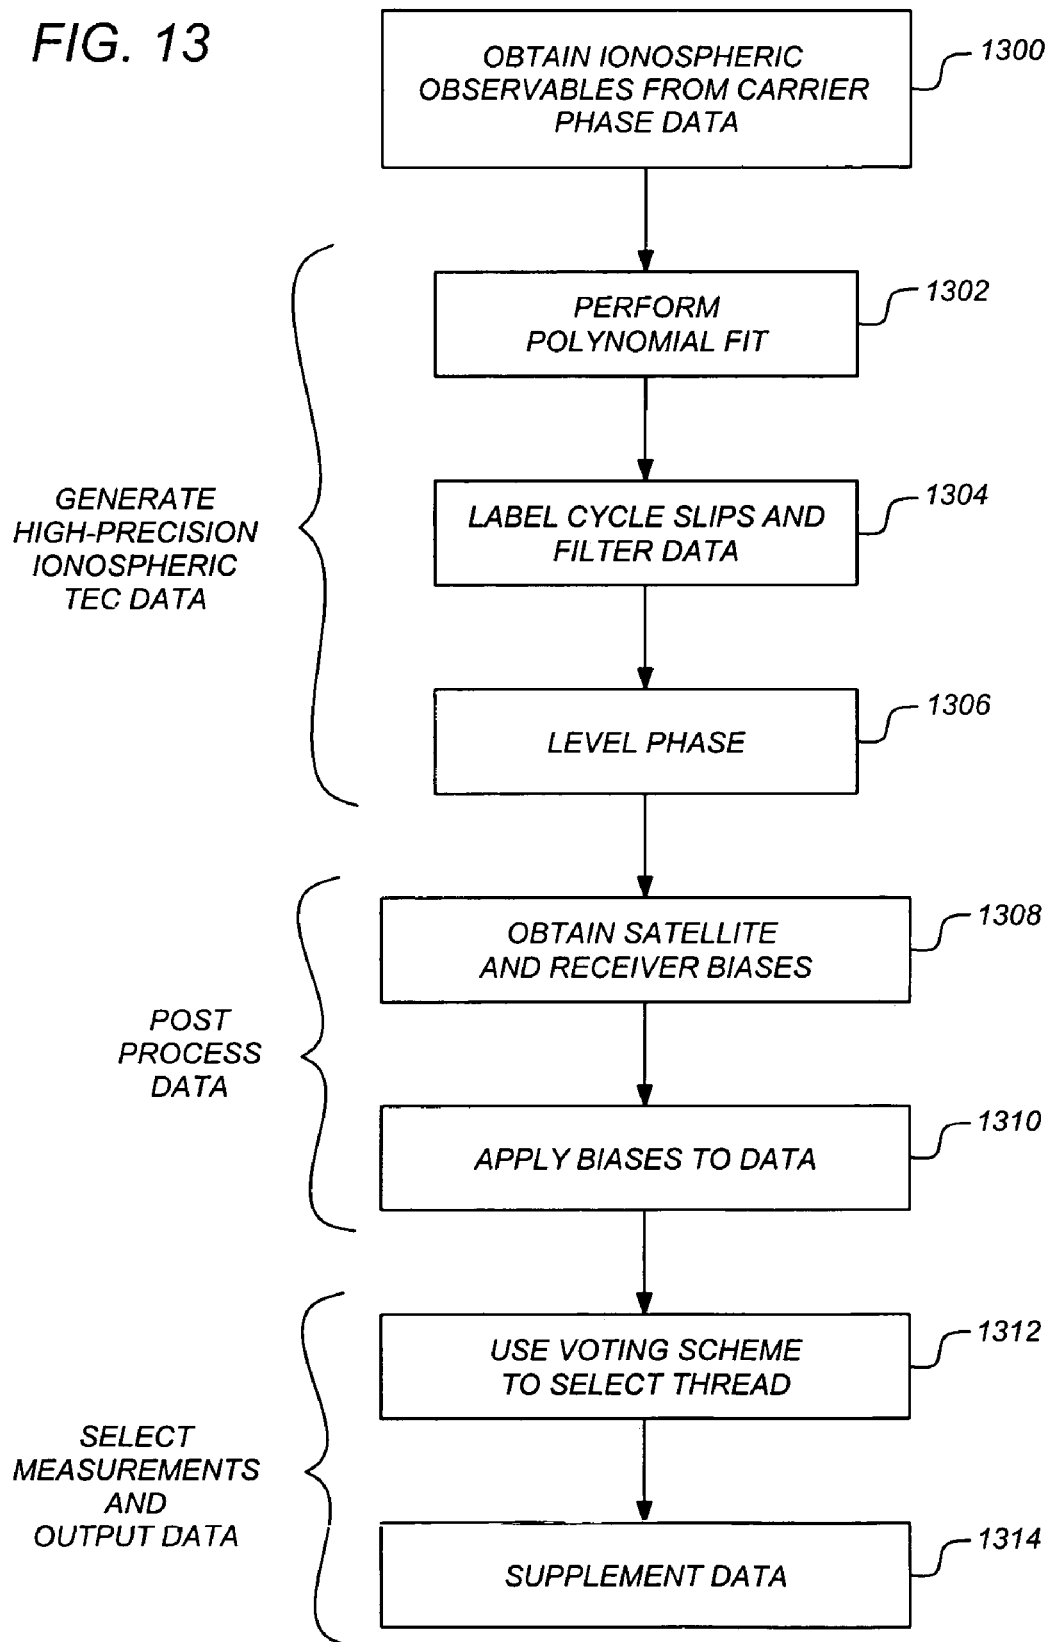 FIG. 13
OBTAIN IONOSPHERIC
OBSERVABLES FROM CARRIER
PHASE DATA
1300
PERFORM
POLYNOMIAL FIT
1302
GENERATE
HIGH-PRECISION
IONOSPHERIC
TEC DATA
LABEL CYCLE SLIPS AND
FILTER DATA
1304
LEVEL PHASE
1306
POST
PROCESS
DATA
OBTAIN SATELLITE
AND RECEIVER BIASES
1308
APPLY BIASES TO DATA
1310
SELECT
MEASUREMENTS
AND
OUTPUT DATA
USE VOTING SCHEME
TO SELECT THREAD
1312
SUPPLEMENT DATA
1314